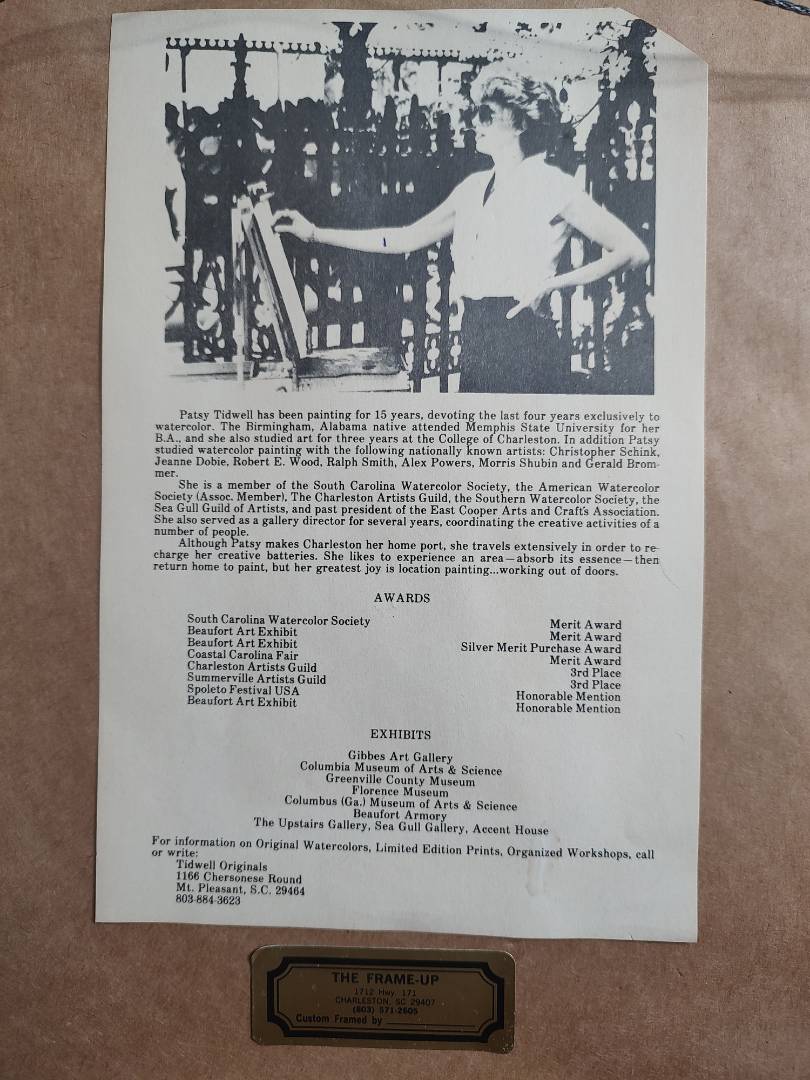 Patsy Tidwell has been painting for 15 years, devoting the last four years exclusively to
watercolor. The Birmingham, Alabama native attended Memphis State University for her
B.A., and she also studied art for three years at the College of Charleston. In addition Patsy
studied watercolor painting with the following nationally known artists: Christopher Schink,
Jeanne Dobie, Robert E. Wood, Ralph Smith, Alex Powers, Morris Shubin and Gerald Brom-
mer.
She is a member of the South Carolina Watercolor Society, the American Watercolor
Society (Assoc. Member), The Charleston Artists Guild, the Southern Watercolor Society, the
Sea Gull Guild of Artists, and past president of the East Cooper Arts and Craft's Association.
She also served as a gallery director for several years, coordinating the creative activities of a
number of people.
Although Patsy makes Charleston her home port, she travels extensively in order to re-
charge her creative batteries. She likes to experience an area—absorb its essence—then
return home to paint, but her greatest joy is location painting...working out of doors.
AWARDS
South Carolina Watercolor Society Merit Award
Beaufort Art Exhibit Merit Award
Beaufort Art Exhibit Silver Merit Purchase Award
Coastal Carolina Fair Merit Award
Charleston Artists Guild 3rd Place
Summerville Artists Guild 3rd Place
Spoleto Festival USA Honorable Mention
Beaufort Art Exhibit Honorable Mention
EXHIBITS
Gibbes Art Gallery
Columbia Museum of Arts & Science
Greenville County Museum
Florence Museum
Columbus (Ga.) Museum of Arts & Science
Beaufort Armory
The Upstairs Gallery, Sea Gull Gallery, Accent House
For information on Original Watercolors, Limited Edition Prints, Organized Workshops, call
or write:
Tidwell Originals
1166 Chersonese Round
Mt. Pleasant, S.C. 29464
803-884-3623
THE FRAME-UP
1712 Hwy. 171
CHARLESTON, SC 29407
(803) 571-2605
Custom Framed by